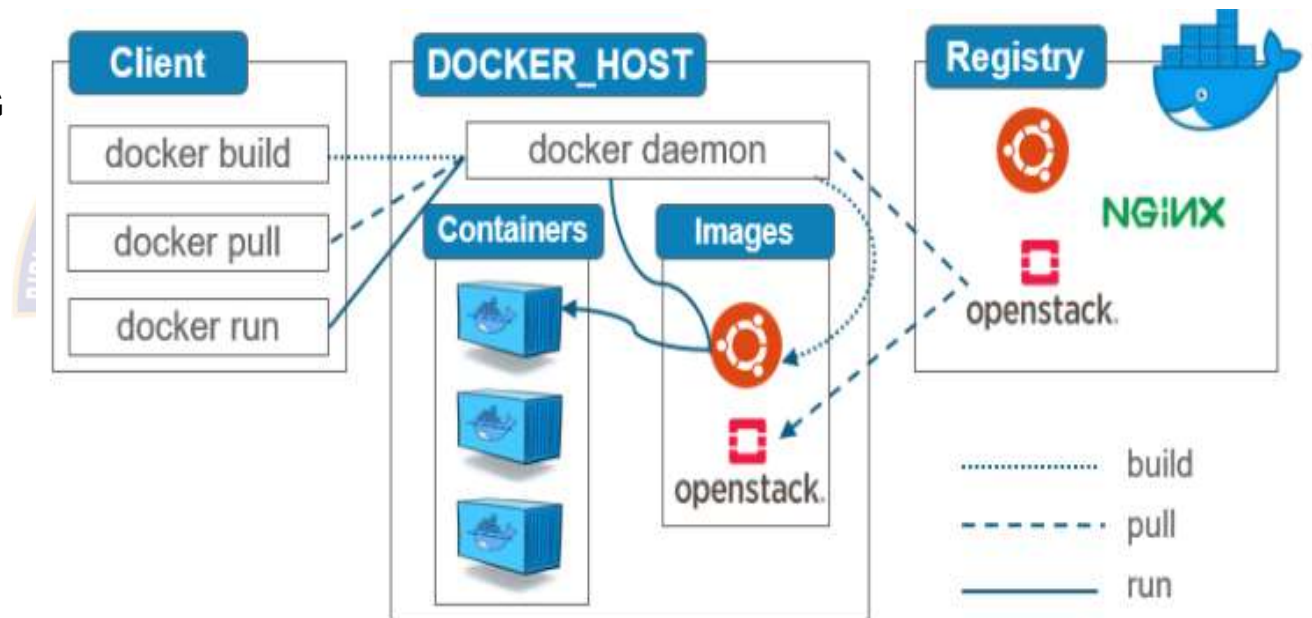 Client
docker build
docker pull
docker run
DOCKER_HOST
docker daemon
Containers
Images
openstack.
Registry
NGINX
openstack.
build
pull
run